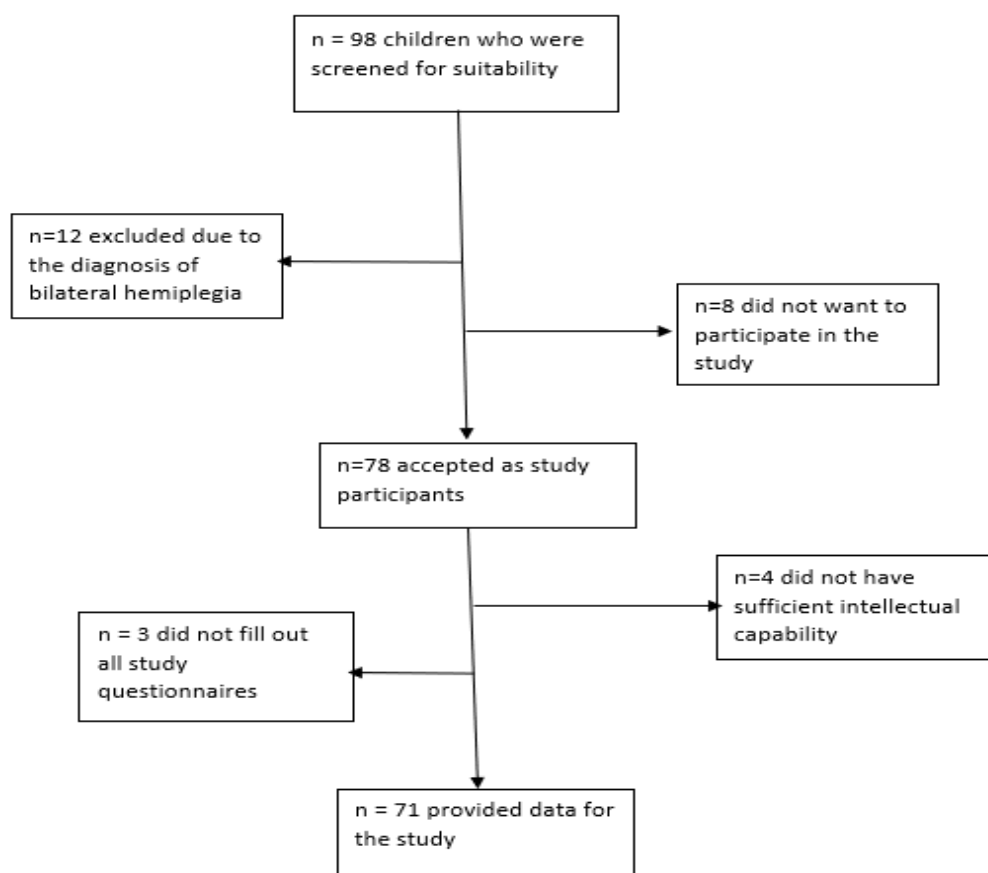 n = 98 children who were
screened for suitability
n=12 excluded due to
the diagnosis of
bilateral hemiplegia
n=8 did not want to
participate in the
study
n=78 accepted as study
participants
n=4 did not have
sufficient intellectual
capability
n = 3 did not fill out
all study
questionnaires
n = 71 provided data for
the study